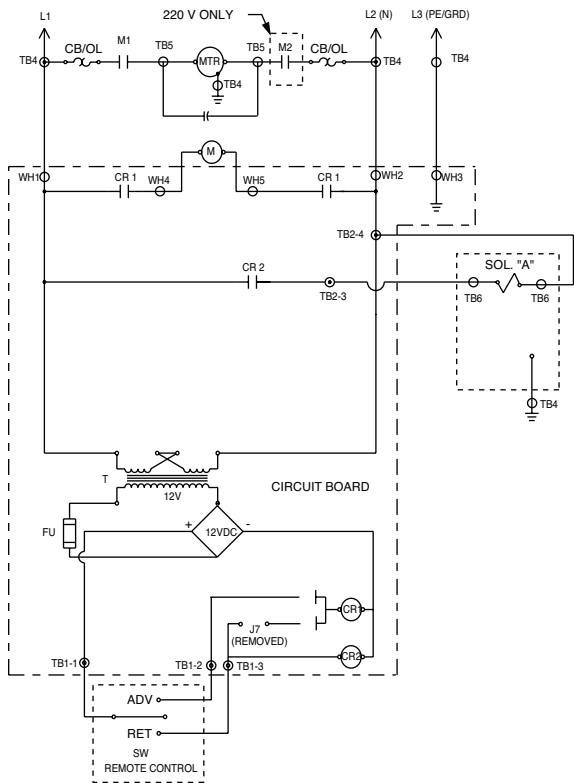 L1
220 V ONLY
L2 (N)
L3 (PE/GRD)
CB/OL
M1
TB5
TB5
M2
CB/OL
TB4
MTR
TB4
TB4
TB4
M
WH1
CR 1
WH4
WH5
CR 1
WH2
WH3
TB2-4
SOL. "A"
CR 2
TB2-3
TB6
TB6
TB4
T
12V
CIRCUIT BOARD
FU
+
12VDC
-
CR1
J7
(REMOVED)
CR2
TB1-1
TB1-2
TB1-3
ADV
RET
SW
REMOTE CONTROL